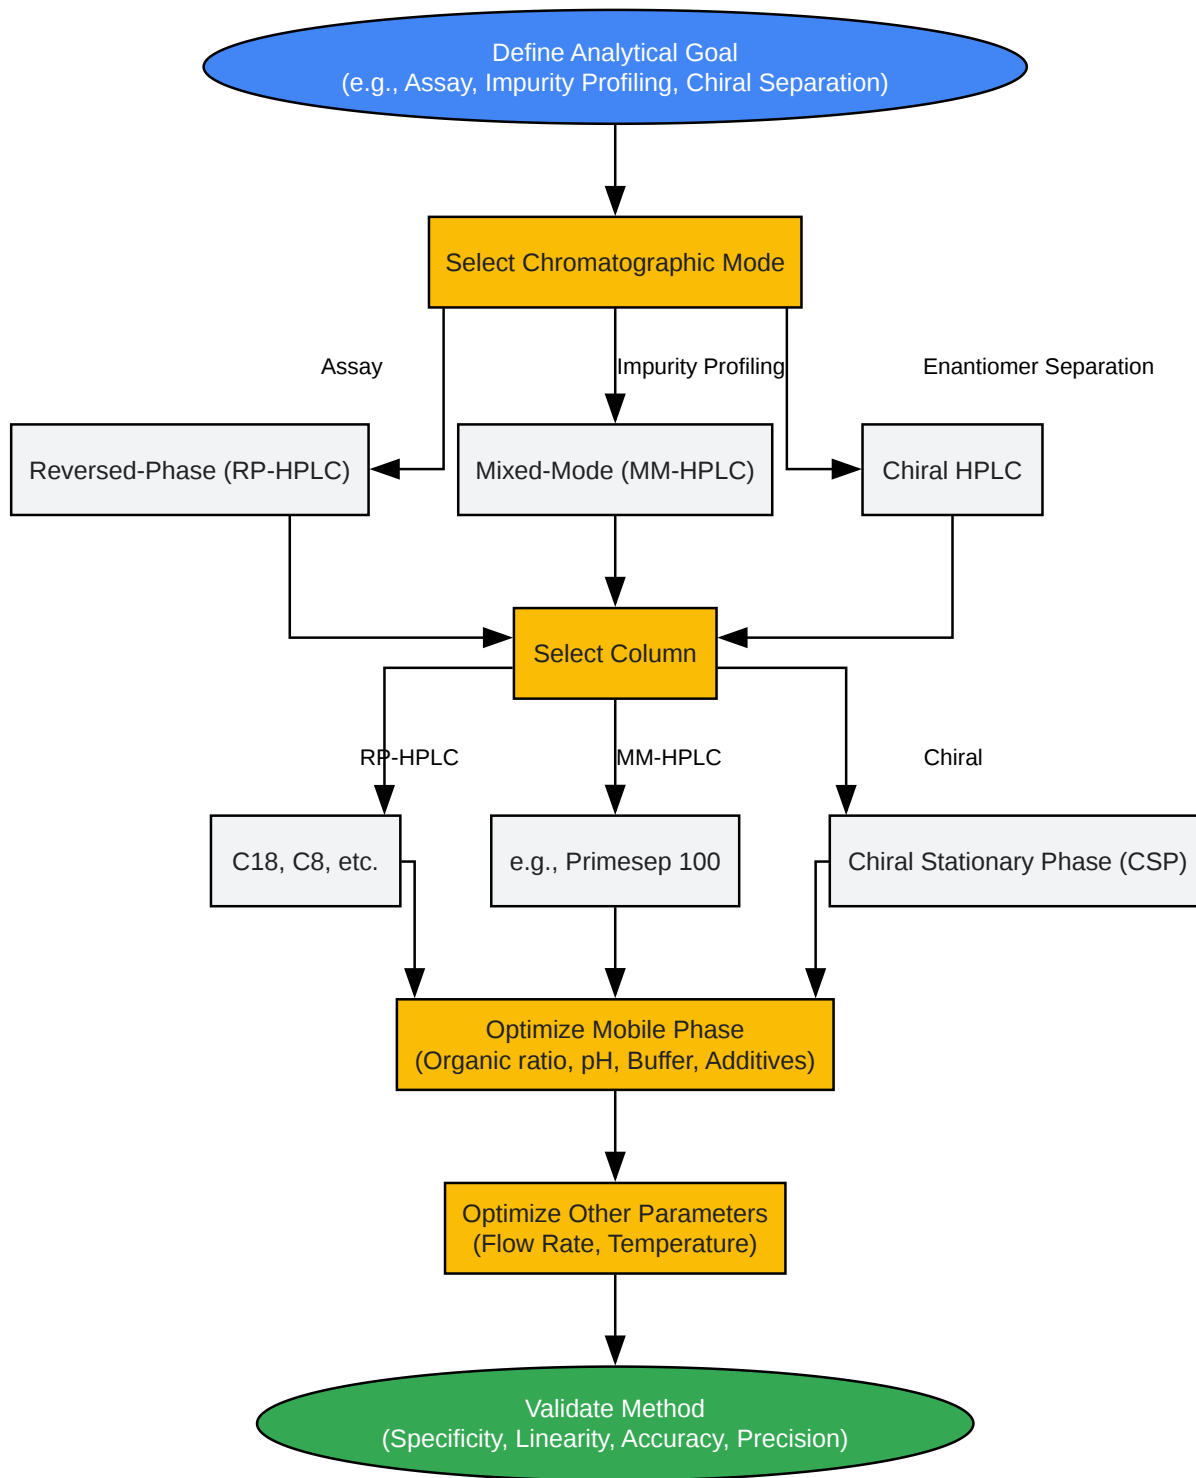 Define Analytical Goal
(e.g., Assay, Impurity Profiling, Chiral Separation)
Select Chromatographic Mode
Assay
Impurity Profiling
Enantiomer Separation
Reversed-Phase (RP-HPLC)
Mixed-Mode (MM-HPLC)
Chiral HPLC
Select Column
RP-HPLC
MM-HPLC
Chiral
C18, C8, etc.
e.g., Primesep 100
Chiral Stationary Phase (CSP)
Optimize Mobile Phase
(Organic ratio, pH, Buffer, Additives)
Optimize Other Parameters
(Flow Rate, Temperature)
Validate Method
(Specificity, Linearity, Accuracy, Precision)